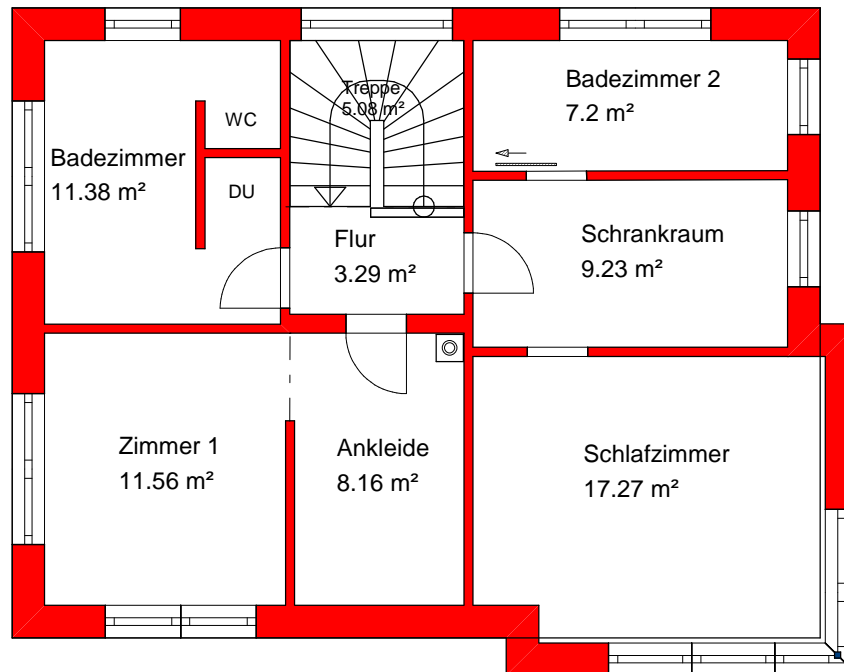 Treppe
5.08 m²
Badezimmer 2
7.2 m²
WC
Badezimmer
11.38 m²
DU
Flur
3.29 m²
Schrankraum
9.23 m²
Zimmer 1
11.56 m²
Ankleide
8.16 m²
Schlafzimmer
17.27 m²